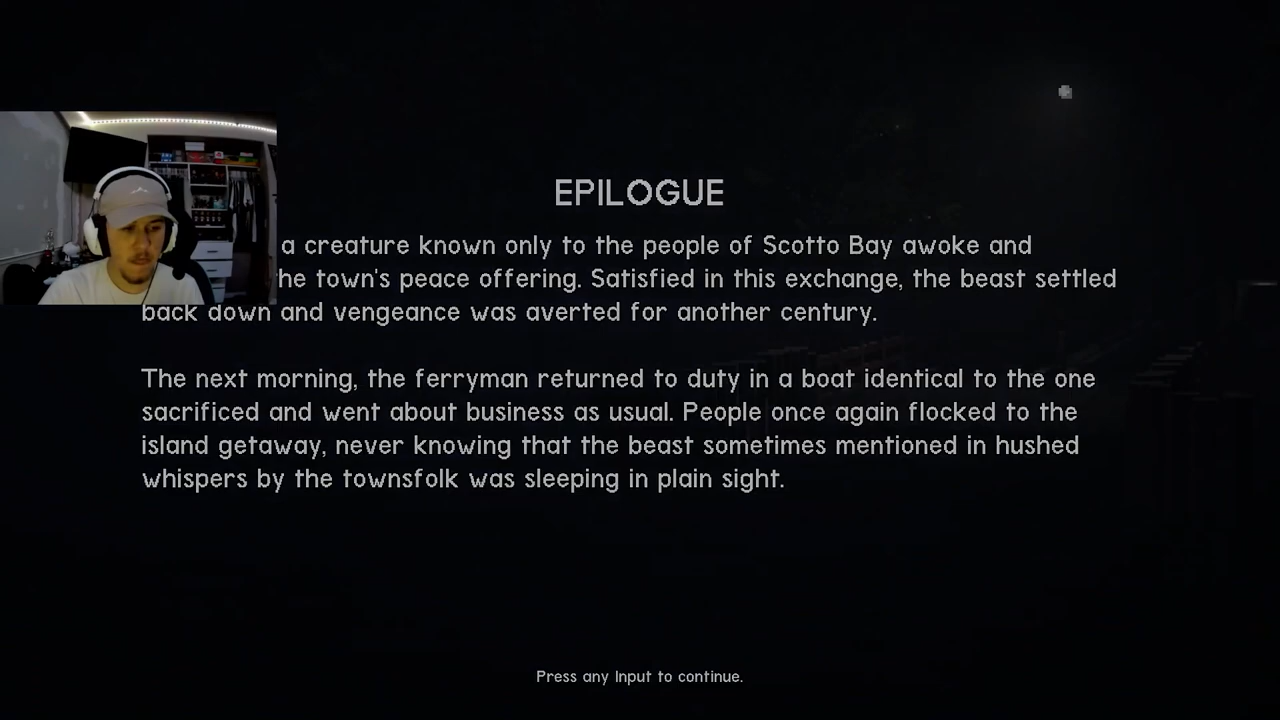 EPILOGUE
a creature known only to the people of Scotto Bay awoke and
he town's peace offering. Satisfied in this exchange, the beast settled
back down and vengeance was averted for another century.
The next morning, the ferryman returned to duty in a boat identical to the one
sacrificed and went about business as usual. People once again flocked to the
island getaway, never knowing that the beast sometimes mentioned in hushed
whispers by the townsfolk was sleeping in plain sight.
Press any Input to continue.